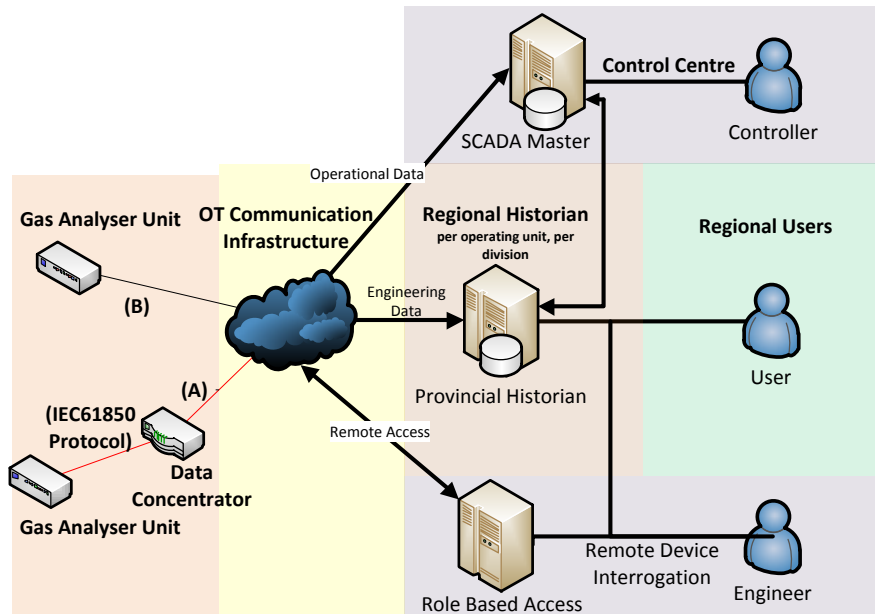 Control Centre
SCADA Master
Controller
Operational Data
Gas Analyser Unit
(B)
OT Communication
Infrastructure
Regional Historian
per operating unit, per
division
Regional Users
Engineering
Data
Provincial Historian
User
(A)
(IEC61850
Protocol)
Data
Concentrator
Gas Analyser Unit
Remote Access
Role Based Access
Remote Device
Interrogation
Engineer